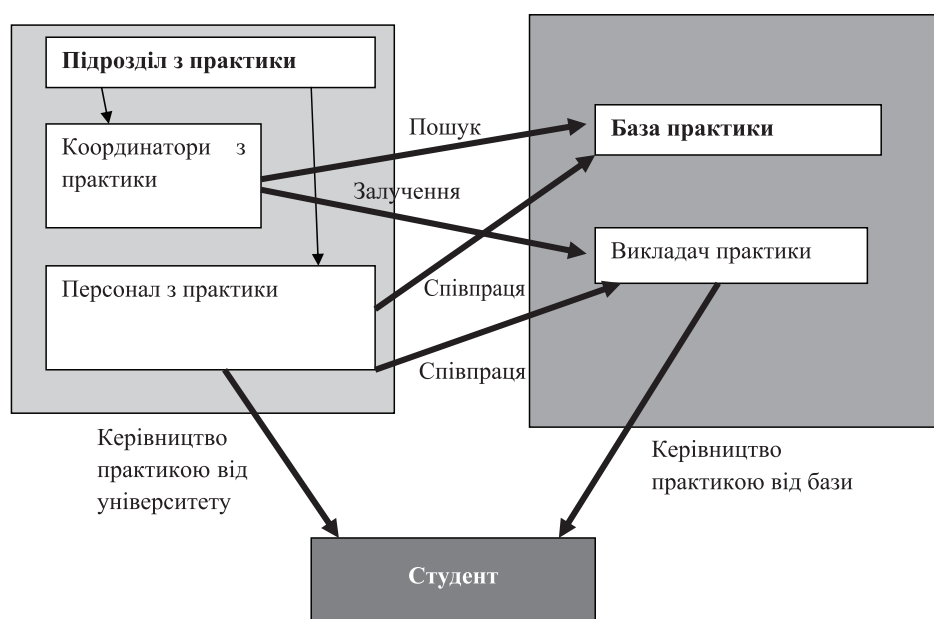 Підрозділ з практики
Координатори з
практики
Персонал з практики
Пошук
Залучення
Співпраця
Співпраця
База практики
Викладач практики
Керівництво
практикою від
університету
Керівництво
практикою від бази
Студент